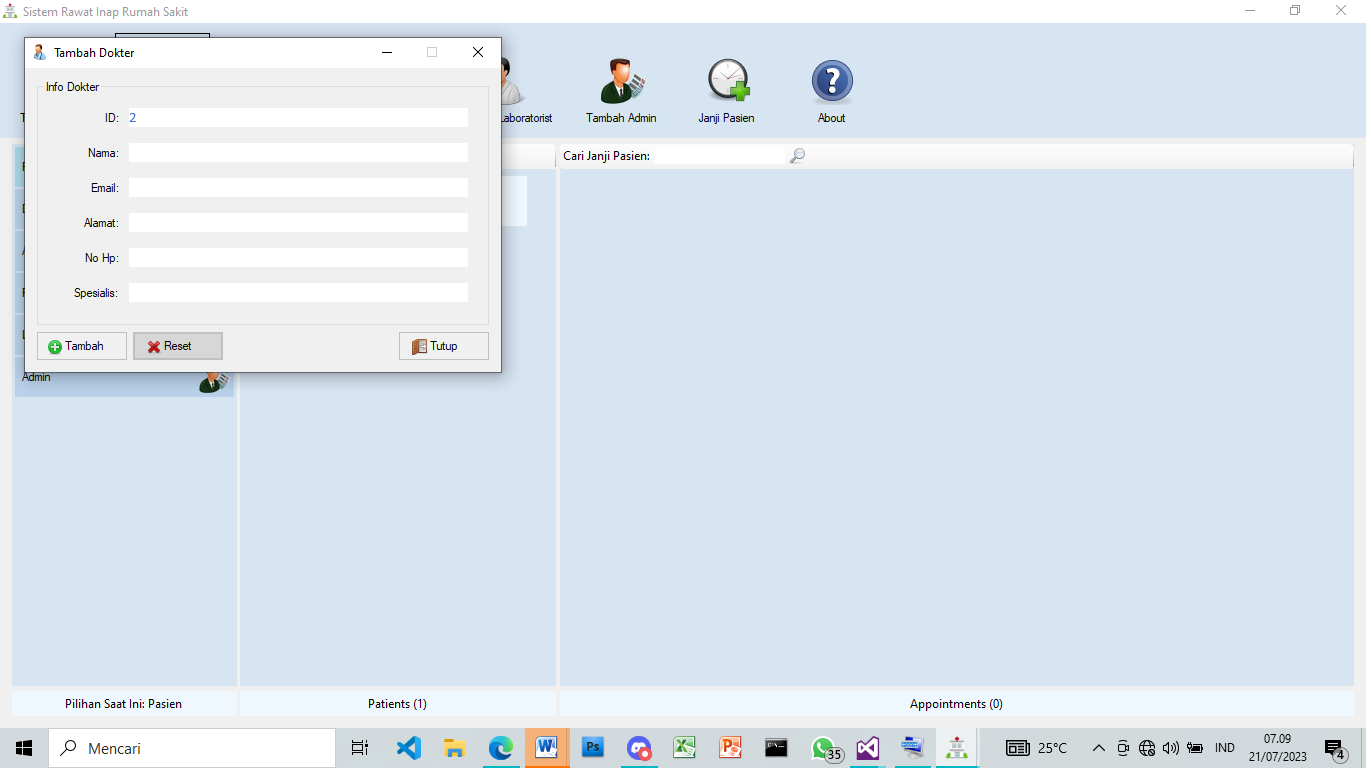 Sistem Rawat Inap Rumah Sakit
Tambah Dokter
Info Dokter
ID: 2
Nama:
Email:
Alamat:
No Hp:
Spesialis:
Tambah
Reset
Tutup
Laboratorist
Tambah Admin
Janji Pasien
About
Cari Janji Pasien:
Admin
Pilihan Saat Ini: Pasien
Patients (1)
Appointments (0)
Mencari
35
25°C
IND
07.09
21/07/2023
4